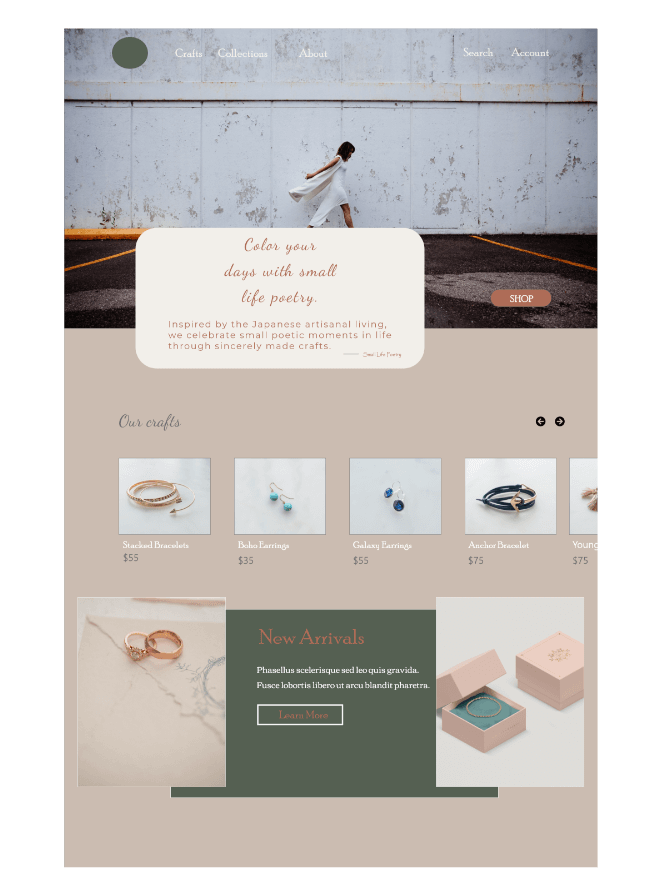 Crafts Collections About Search Account
Color your
days with small
life poetry.
Inspired by the Japanese artisanal living,
we celebrate small poetic moments in life
through sincerely made crafts.
Small Life Poetry
SHOP
Our crafts
Stacked Bracelets Boho Earrings Galaxy Earrings Anchor Bracelet Young
$55 $35 $55 $75 $75
New Arrivals
Phasellus scelerisque sed leo quis gravida.
Fusce lobortis libero ut arcu blandit pharetra.
Learn More